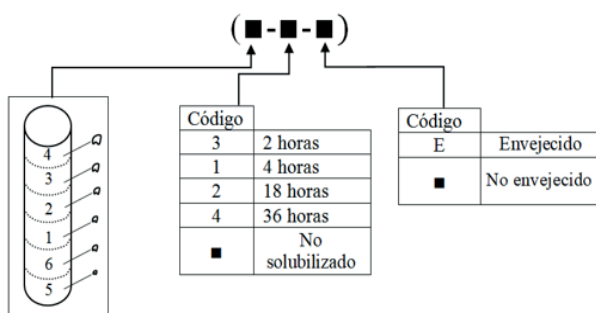 (■-■-■)
4
3
2
1
6
5
Código
3 2 horas
1 4 horas
2 18 horas
4 36 horas
■ No solubilizado
Código
E Envejecido
■ No envejecido